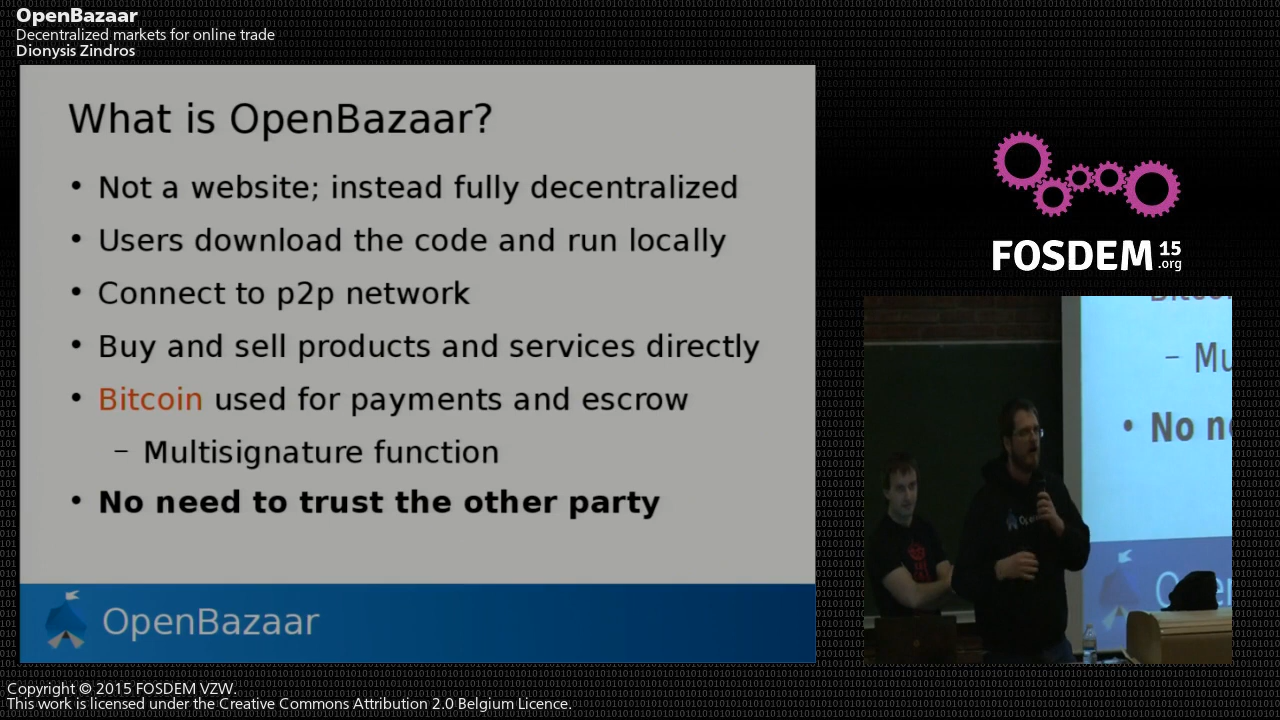 OpenBazaar
Decentralized markets for online trade
Dionysis Zindros
What is OpenBazaar?
• Not a website; instead fully decentralized
• Users download the code and run locally
• Connect to p2p network
• Buy and sell products and services directly
• Bitcoin used for payments and escrow
– Multisignature function
• No need to trust the other party
OpenBazaar
FOSDEM 15
.org
– Mu
• No n
Copyright © 2015 FOSDEM VZW.
This work is licensed under the Creative Commons Attribution 2.0 Belgium Licence.